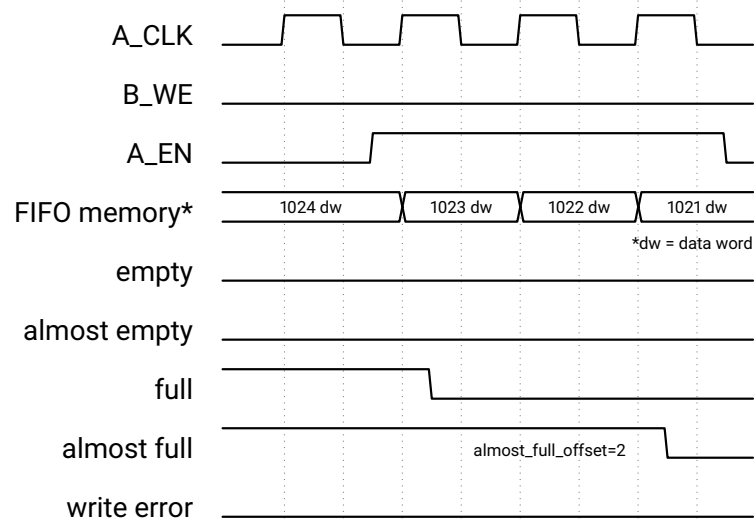 A_CLK
B_WE
A_EN
FIFO memory* 1024 dw 1023 dw 1022 dw 1021 dw
*dw = data word
empty
almost empty
full
almost full almost_full_offset=2
write error